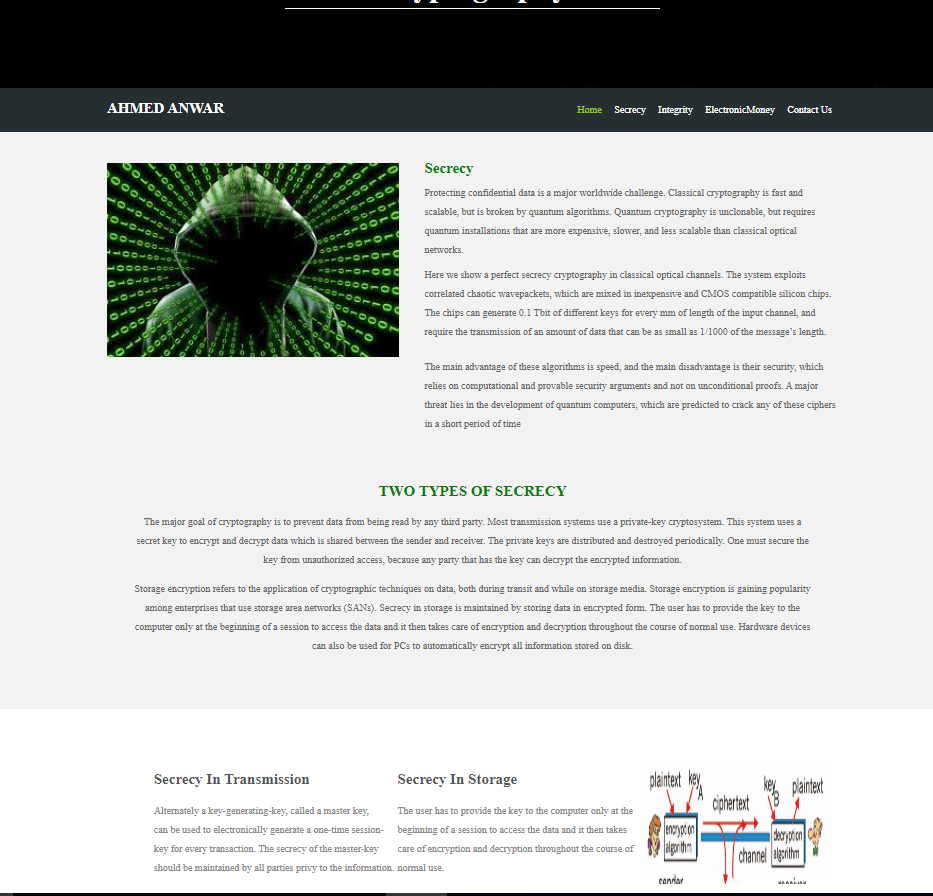 AHMED ANWAR
Home Secrecy Integrity ElectronicMoney Contact Us
Secrecy
Protecting confidential data is a major worldwide challenge. Classical cryptography is fast and
scalable, but is broken by quantum algorithms. Quantum cryptography is unclonable, but requires
quantum installations that are more expensive, slower, and less scalable than classical optical
networks.
Here we show a perfect secrecy cryptography in classical optical channels. The system exploits
correlated chaotic wavepackets, which are mixed in inexpensive and CMOS compatible silicon chips.
The chips can generate 0.1 Tbit of different keys for every mm of length of the input channel, and
require the transmission of an amount of data that can be as small as 1/1000 of the message’s length.
The main advantage of these algorithms is speed, and the main disadvantage is their security, which
relies on computational and provable security arguments and not on unconditional proofs. A major
threat lies in the development of quantum computers, which are predicted to crack any of these ciphers
in a short period of time
TWO TYPES OF SECRECY
The major goal of cryptography is to prevent data from being read by any third party. Most transmission systems use a private-key cryptosystem. This system uses a
secret key to encrypt and decrypt data which is shared between the sender and receiver. The private keys are distributed and destroyed periodically. One must secure the
key from unauthorized access, because any party that has the key can decrypt the encrypted information.
Storage encryption refers to the application of cryptographic techniques on data, both during transit and while on storage media. Storage encryption is gaining popularity
among enterprises that use storage area networks (SANs). Secrecy in storage is maintained by storing data in encrypted form. The user has to provide the key to the
computer only at the beginning of a session to access the data and it then takes care of encryption and decryption throughout the course of normal use. Hardware devices
can also be used for PCs to automatically encrypt all information stored on disk.
Secrecy In Transmission
Alternately a key-generating-key, called a master key,
can be used to electronically generate a one-time session-
key for every transaction. The secrecy of the master-key
should be maintained by all parties privy to the information.
Secrecy In Storage
The user has to provide the key to the computer only at the
beginning of a session to access the data and it then takes
care of encryption and decryption throughout the course of
normal use.
plaintext key A
ciphertext
key B plaintext
encryption
algorithm
decryption
algorithm
channel
sender